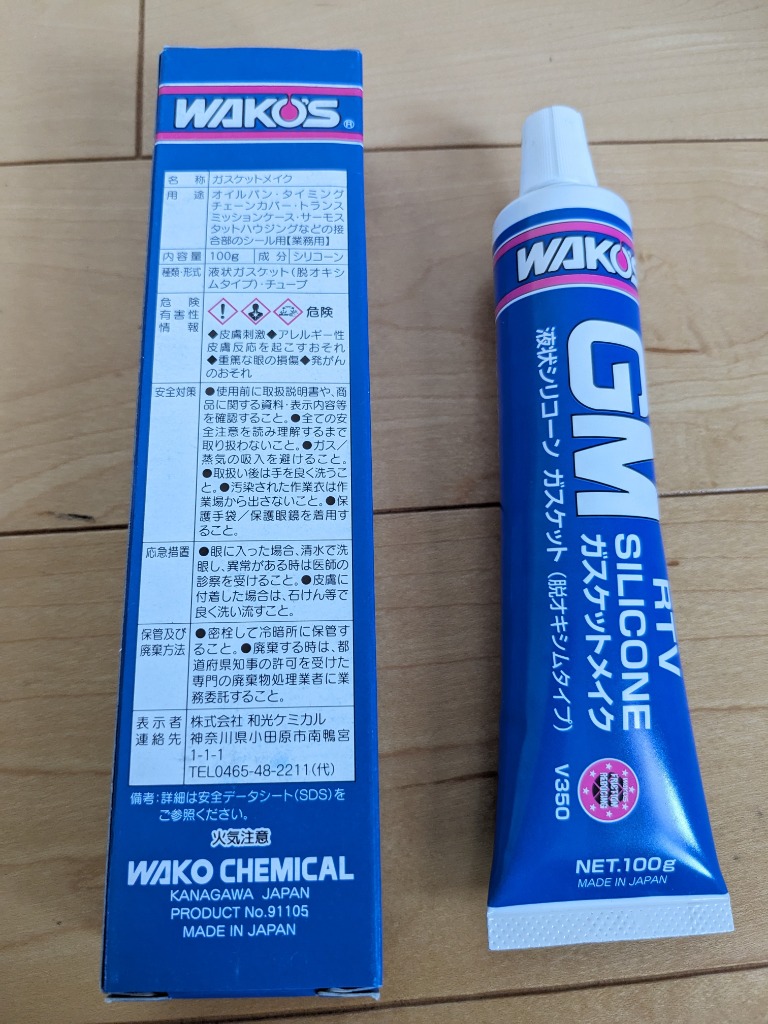 WAKO'S®
名称 ガスケットメイク
用途 オイルパン・タイミング
チェーンカバー・トランス
ミッションケース・サーモス
タットハウジングなどの接
合部のシール用【業務用】
内容量 100g 成分 シリコーン
種類・形式 液状ガスケット(脱オキシ
ムタイプ)・チューブ
危険
有害性
情報
危険
◆皮膚刺激◆アレルギー性
皮膚反応を起こすおそれ
◆重篤な眼の損傷◆発がん
のおそれ
安全対策 ●使用前に取扱説明書や、商
品に関する資料・表示内容等
を確認すること。●全ての安
全注意を読み理解するまで
取り扱わないこと。●ガス/
蒸気の吸入を避けること。
●取扱い後は手を良く洗うこ
と。●汚染された作業衣は作
業場から出さないこと。●保
護手袋/保護眼鏡を着用す
ること。
応急措置 ●眼に入った場合、清水で洗
眼し、異常がある時は医師の
診察を受けること。●皮膚に
付着した場合は、石けん等で
良く洗い流すこと。
保管及び
廃棄方法
●密栓して冷暗所に保管す
ること。●廃棄する時は、都
道府県知事の許可を受けた
専門の廃棄物処理業者に業
務委託すること。
表示者
連絡先
株式会社 和光ケミカル
神奈川県小田原市南鴨宮
1-1-1
TEL0465-48-2211(代)
備考:詳細は安全データシート(SDS)を
ご参照ください。
火気注意
WAKO CHEMICAL
KANAGAWA JAPAN
PRODUCT No.91105
MADE IN JAPAN
WAKO'S
GM
RTV
SILICONE
ガスケットメイク
液状シリコーン ガスケット(脱オキシムタイプ)
V350
WAKO'S
FRICTION
REDUCING
NET.100g
MADE IN JAPAN